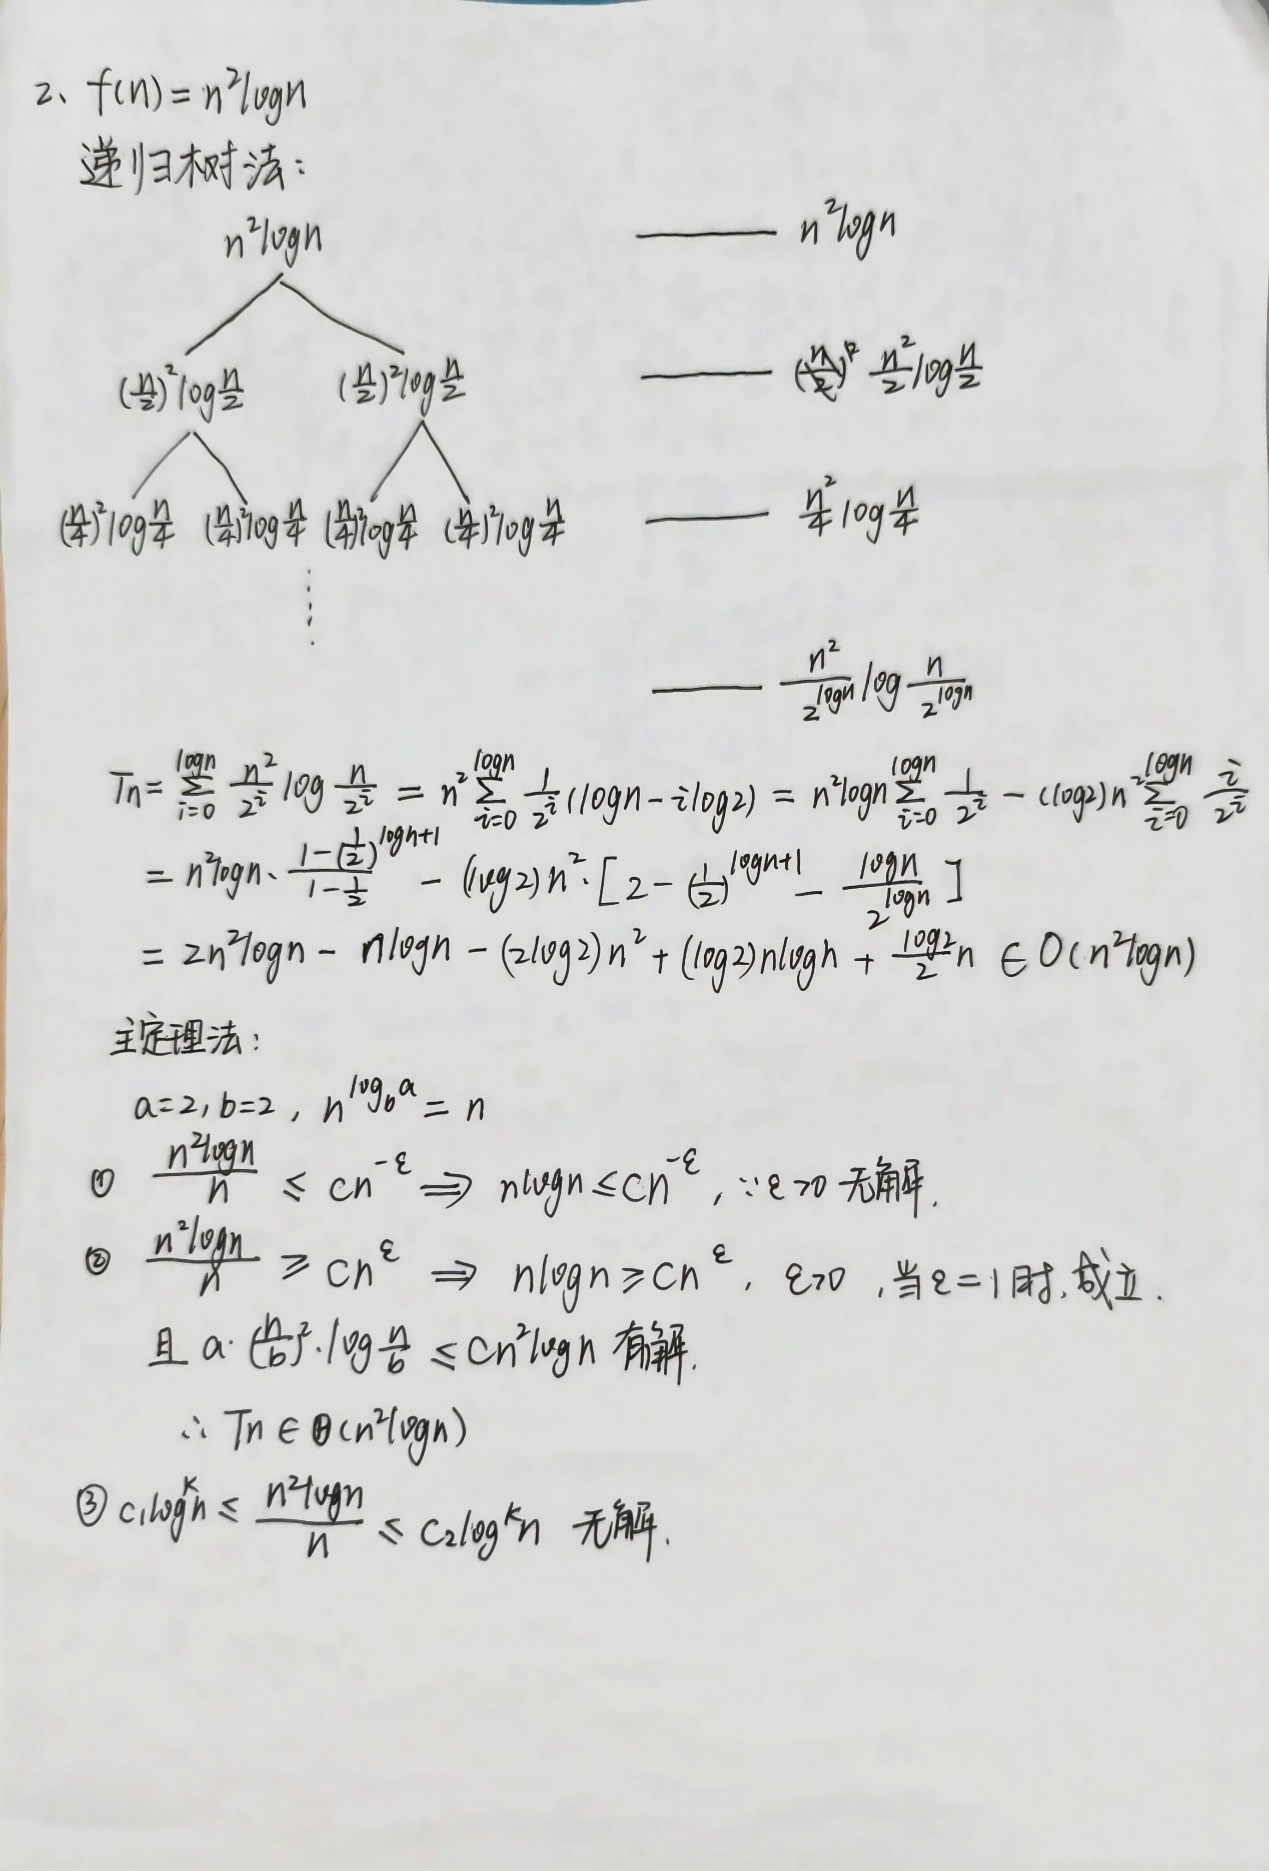 2、f(n) = n²logn
递归树法:
n²logn —— n²logn
(n/2)²log n/2 (n/2)²log n/2 —— n²/2 log n/2
(n/4)²log n/4 (n/4)²log n/4 (n/4)²log n/4 (n/4)²log n/4 —— n²/4 log n/4
—— n²/2^logn log n/2^logn
Tn = ∑_{i=0}^{logn} n²/2^i log n/2^i = n² ∑_{i=0}^{logn} 1/2^i (logn - ilog2) = n²logn ∑_{i=0}^{logn} 1/2^i - (log2)n² ∑_{i=0}^{logn} i/2^i
= n²logn · (1-(1/2)^{logn+1})/(1-1/2) - (log2)n² · [2 - (1/2)^{logn+1} - logn/2^logn]
= 2n²logn - nlogn - (2log2)n² + (log2)nlogn + log2/2 n ∈ O(n²logn)
主定理法:
a=2, b=2, n^{log_b a} = n
① n²logn/n ≤ cn^{-ε} ⟹ nlogn ≤ cn^{-ε}, ∵ε>0 无解.
② n²logn/n ≥ cn^ε ⟹ nlogn ≥ cn^ε. ε>0, 当ε=1时, 成立.
且 a·(n/b)²·log n/b ≤ cn²logn 有解.
∴ Tn ∈ Θ(n²logn)
③ c₁log^k n ≤ n²logn/n ≤ c₂log^k n 无解.